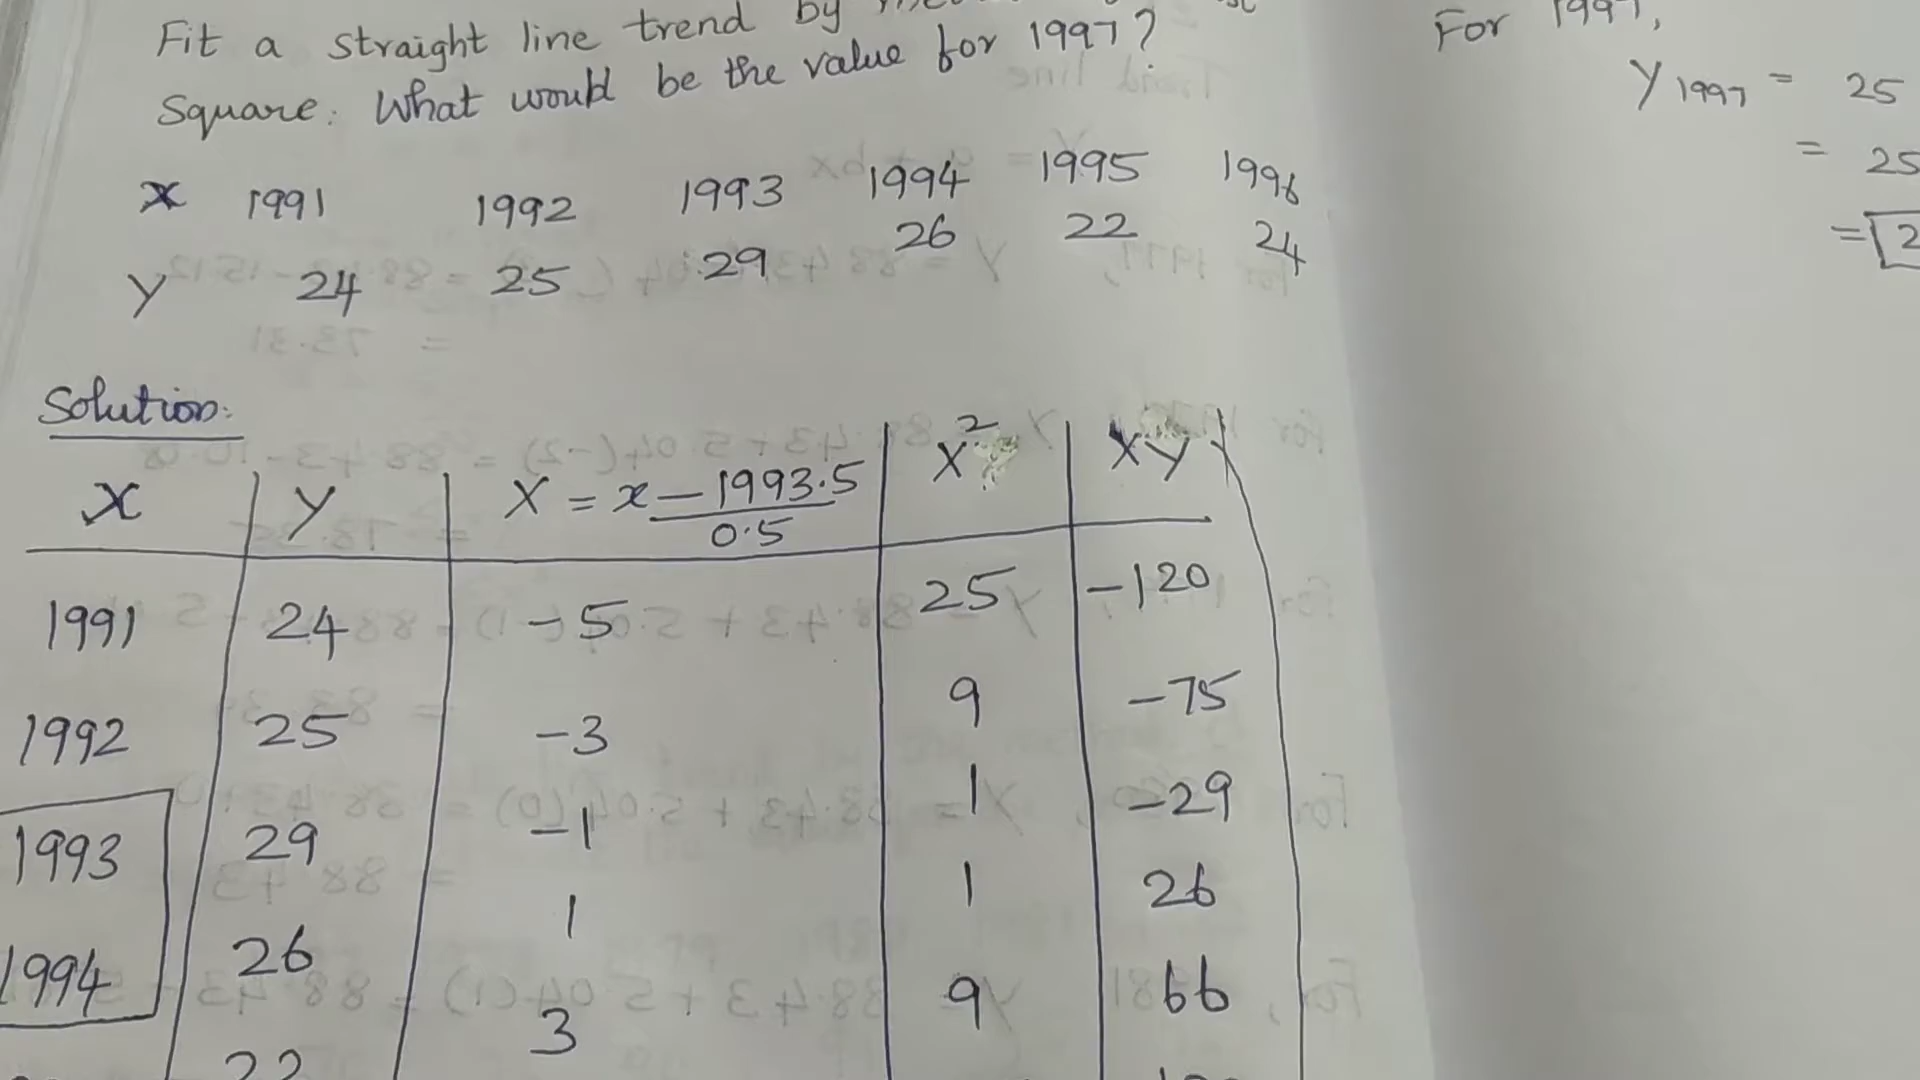 Fit a straight line trend by
Square. What would be the value for 1997?
x 1991 1992 1993 1994 1995 1996
Y 24 25 29 26 22 24
Solution:
x Y X = x - 1993.5 / 0.5 X² XY
1991 24 -5 25 -120
1992 25 -3 9 -75
1993 29 -1 1 -29
1994 26 1 1 26
22 3 9 66
For 1997,
Y 1997 = 25
= 25
= 2